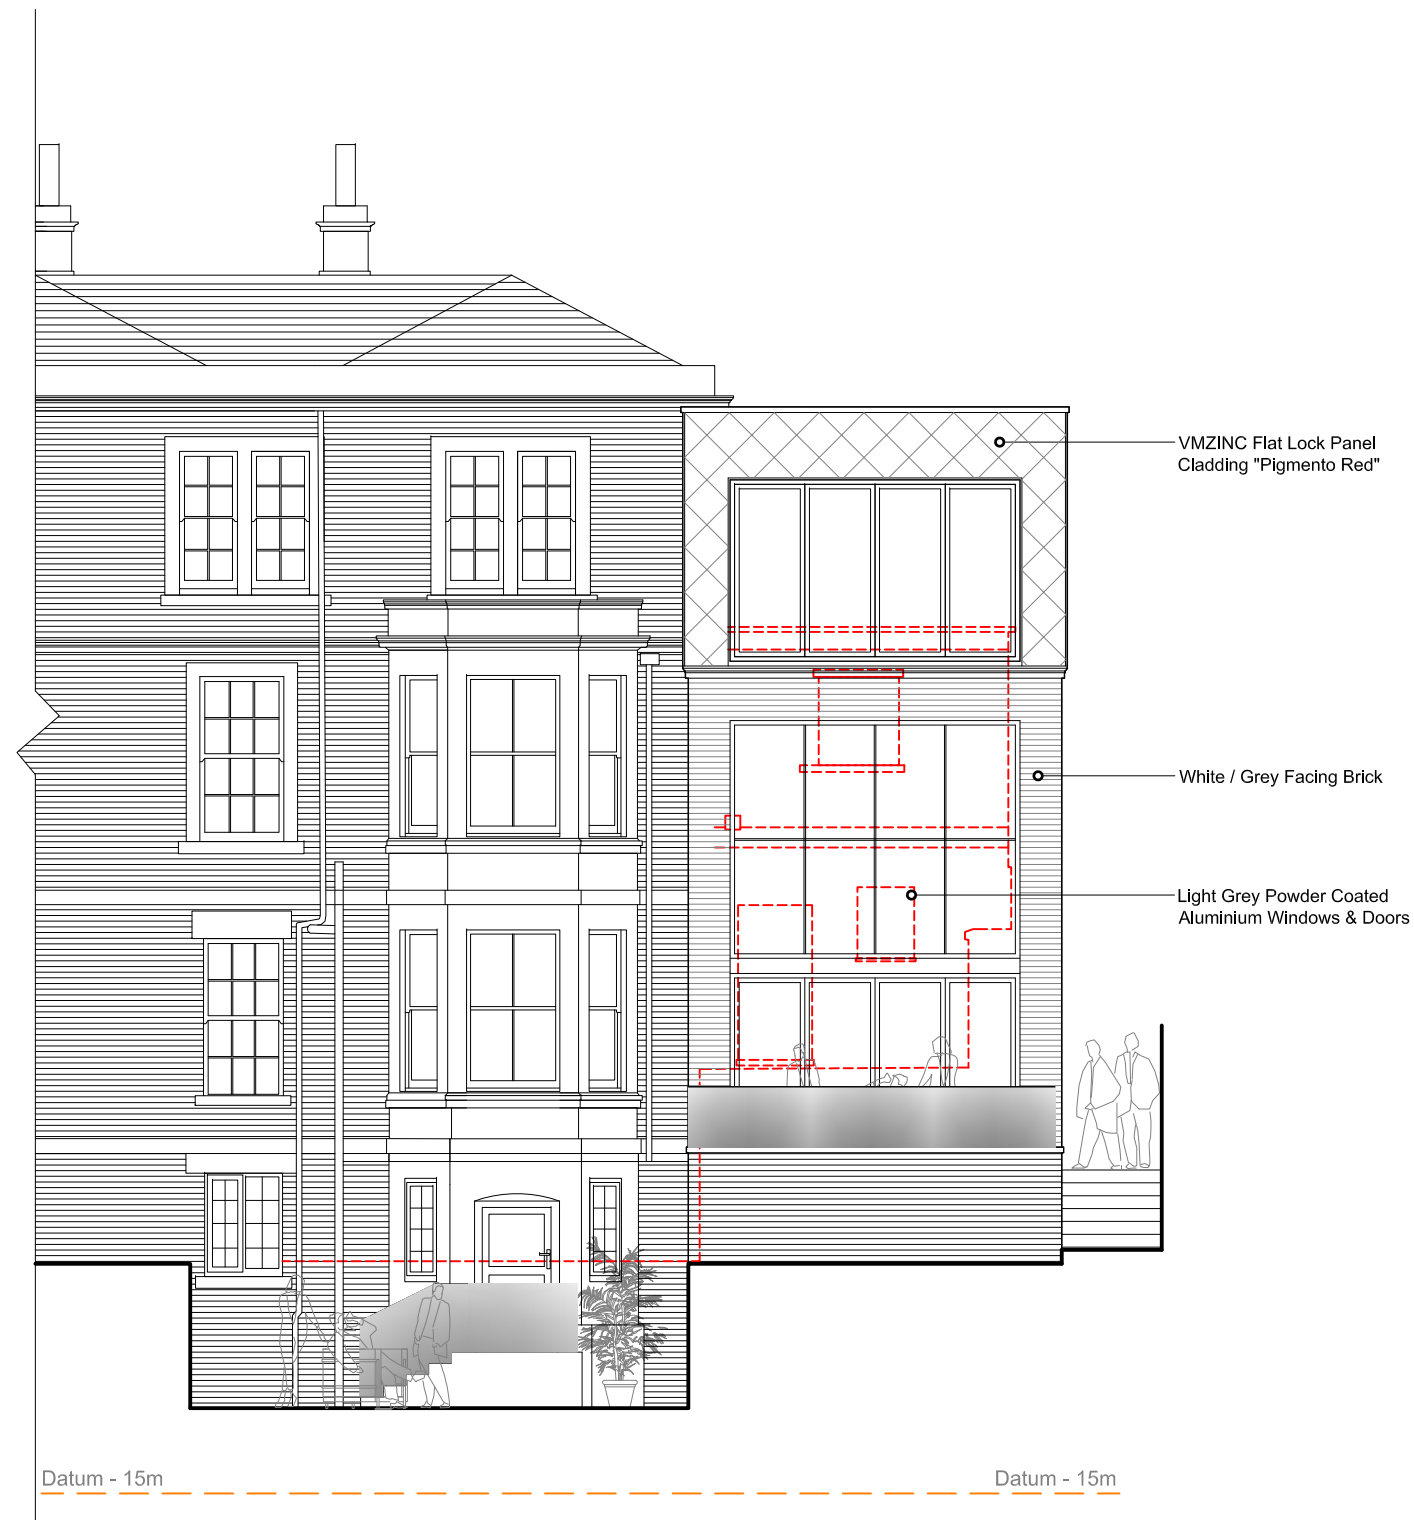 VMZINC Flat Lock Panel
Cladding "Pigmento Red"
White / Grey Facing Brick
Light Grey Powder Coated
Aluminium Windows & Doors
Datum - 15m
Datum - 15m